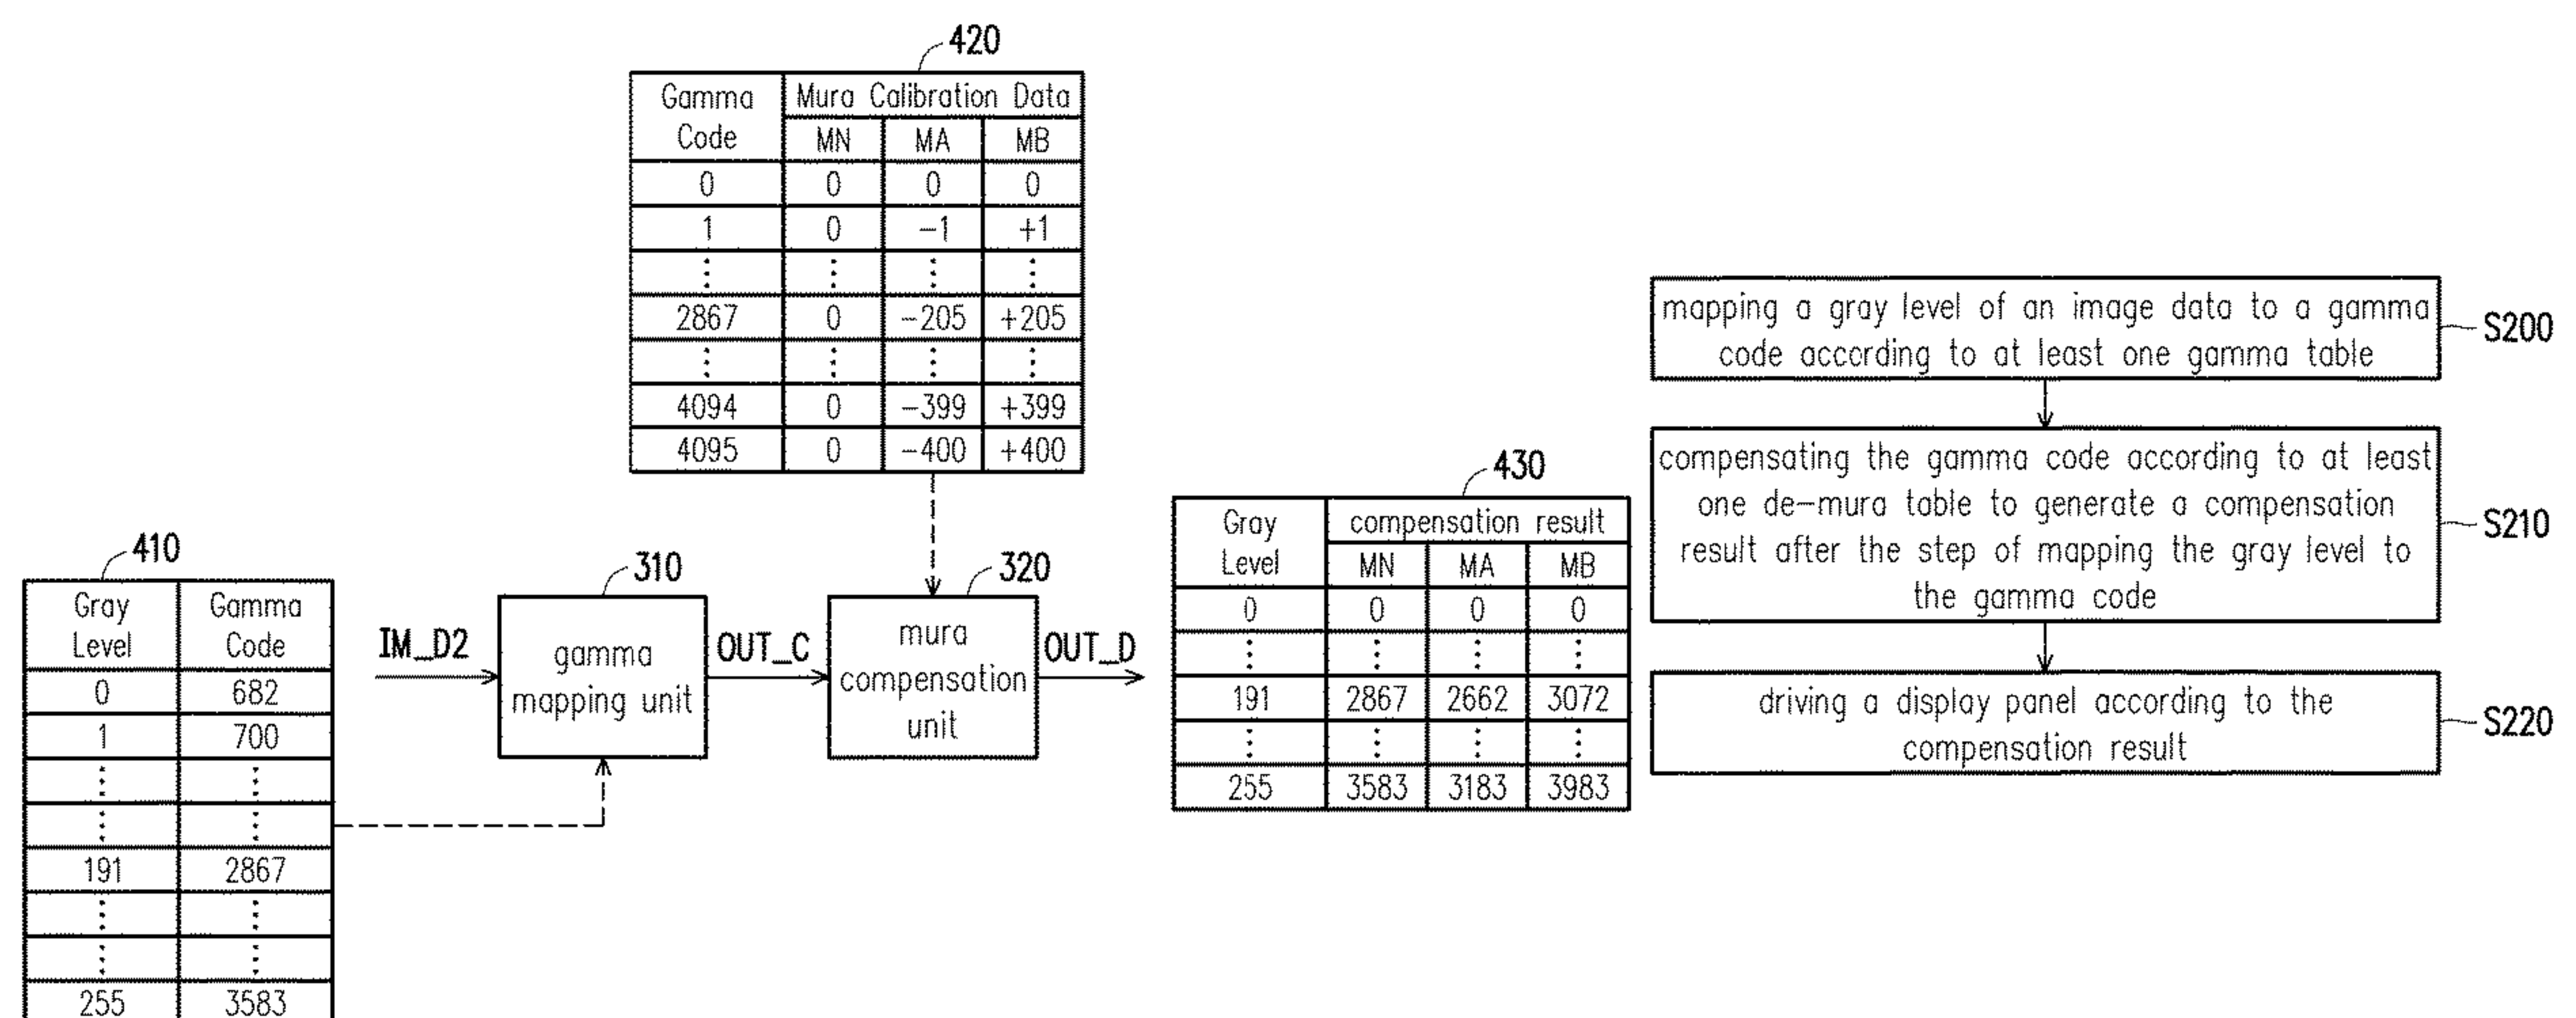 420
Gamma Code Mura Calibration Data
MN MA MB
0 0 0 0
1 0 -1 +1
⋮ ⋮ ⋮ ⋮
2867 0 -205 +205
⋮ ⋮ ⋮ ⋮
4094 0 -399 +399
4095 0 -400 +400
410
Gray Level Gamma Code
0 682
1 700
⋮ ⋮
⋮ ⋮
191 2867
⋮ ⋮
⋮ ⋮
255 3583
IM_D2
310
gamma
mapping unit
OUT_C
320
mura
compensation
unit
OUT_D
430
Gray Level compensation result
MN MA MB
0 0 0 0
⋮ ⋮ ⋮ ⋮
191 2867 2662 3072
⋮ ⋮ ⋮ ⋮
255 3583 3183 3983
mapping a gray level of an image data to a gamma
code according to at least one gamma table
S200
compensating the gamma code according to at least
one de-mura table to generate a compensation
result after the step of mapping the gray level to
the gamma code
S210
driving a display panel according to the
compensation result
S220